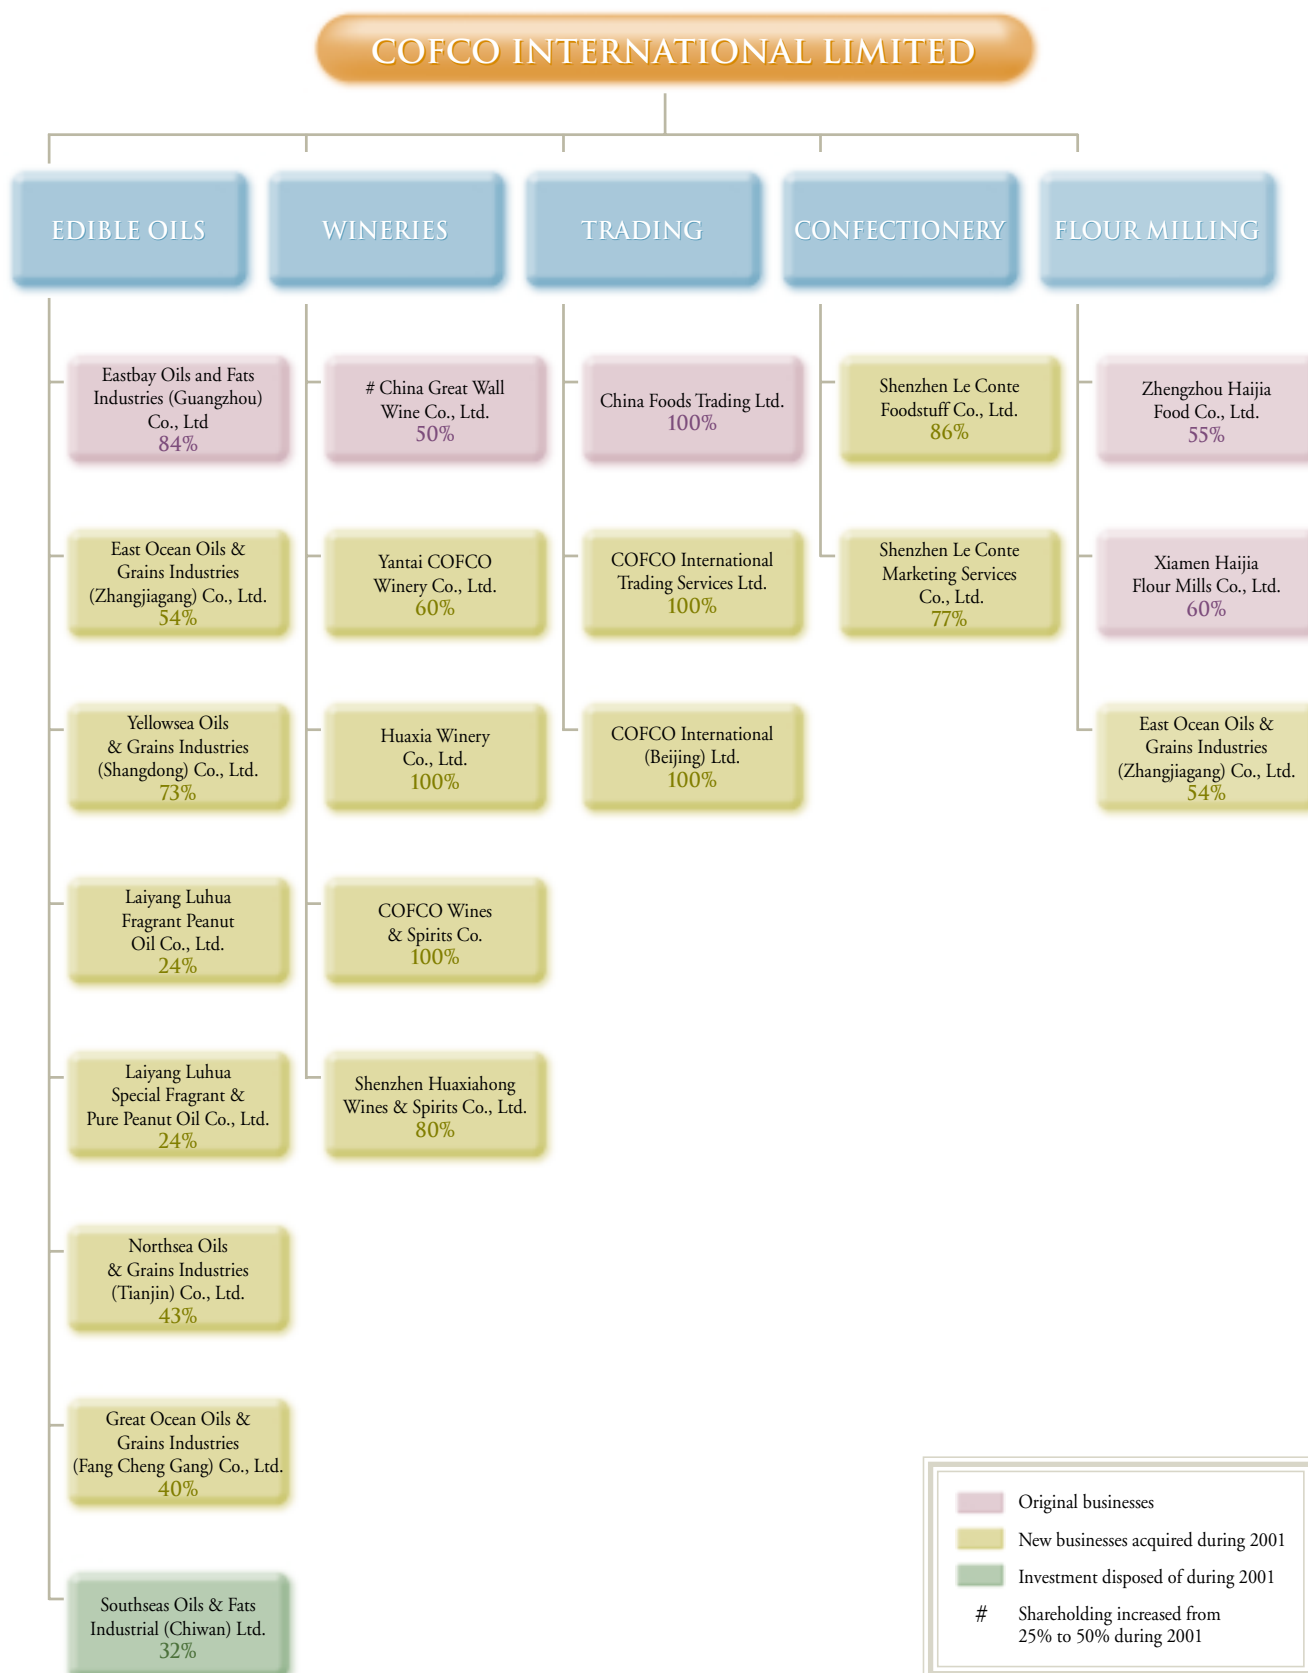 COFCO INTERNATIONAL LIMITED
EDIBLE OILS
WINERIES
TRADING
CONFECTIONERY
FLOUR MILLING
Eastbay Oils and Fats
Industries (Guangzhou)
Co., Ltd
84%
East Ocean Oils &
Grains Industries
(Zhangjiagang) Co., Ltd.
54%
Yellowsea Oils
& Grains Industries
(Shangdong) Co., Ltd.
73%
Laiyang Luhua
Fragrant Peanut
Oil Co., Ltd.
24%
Laiyang Luhua
Special Fragrant &
Pure Peanut Oil Co., Ltd.
24%
Northsea Oils
& Grains Industries
(Tianjin) Co., Ltd.
43%
Great Ocean Oils &
Grains Industries
(Fang Cheng Gang) Co., Ltd.
40%
Southseas Oils & Fats
Industrial (Chiwan) Ltd.
32%
# China Great Wall
Wine Co., Ltd.
50%
Yantai COFCO
Winery Co., Ltd.
60%
Huaxia Winery
Co., Ltd.
100%
COFCO Wines
& Spirits Co.
100%
Shenzhen Huaxiahong
Wines & Spirits Co., Ltd.
80%
China Foods Trading Ltd.
100%
COFCO International
Trading Services Ltd.
100%
COFCO International
(Beijing) Ltd.
100%
Shenzhen Le Conte
Foodstuff Co., Ltd.
86%
Shenzhen Le Conte
Marketing Services
Co., Ltd.
77%
Zhengzhou Haijia
Food Co., Ltd.
55%
Xiamen Haijia
Flour Mills Co., Ltd.
60%
East Ocean Oils &
Grains Industries
(Zhangjiagang) Co., Ltd.
54%
Original businesses
New businesses acquired during 2001
Investment disposed of during 2001
# Shareholding increased from
25% to 50% during 2001